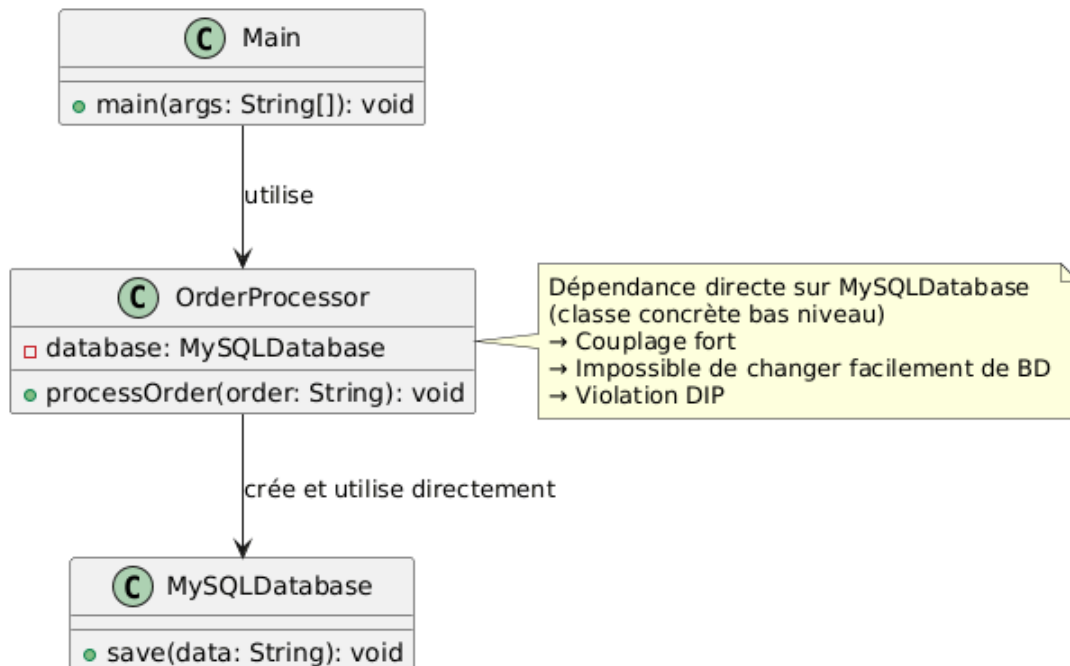 C Main
main(args: String[]): void
utilise
C OrderProcessor
database: MySQLDatabase
processOrder(order: String): void
Dépendance directe sur MySQLDatabase
(classe concrète bas niveau)
→ Couplage fort
→ Impossible de changer facilement de BD
→ Violation DIP
crée et utilise directement
C MySQLDatabase
save(data: String): void